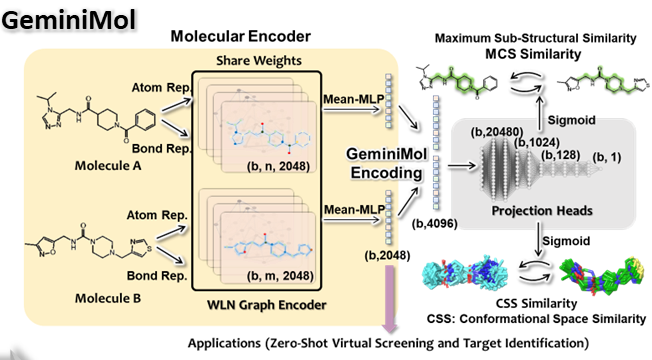 GeminiMol
Molecular Encoder
Share Weights
Atom Rep.
Bond Rep.
Molecule A
(b, n, 2048)
Mean-MLP
Atom Rep.
Bond Rep.
Molecule B
(b, m, 2048)
Mean-MLP
WLN Graph Encoder
(b,2048)
GeminiMol
Encoding
(b,4096)
Maximum Sub-Structural Similarity
MCS Similarity
Sigmoid
(b,20480)
(b,1024)
(b,128)
(b, 1)
Projection Heads
Sigmoid
CSS Similarity
CSS: Conformational Space Similarity
Applications (Zero-Shot Virtual Screening and Target Identification)